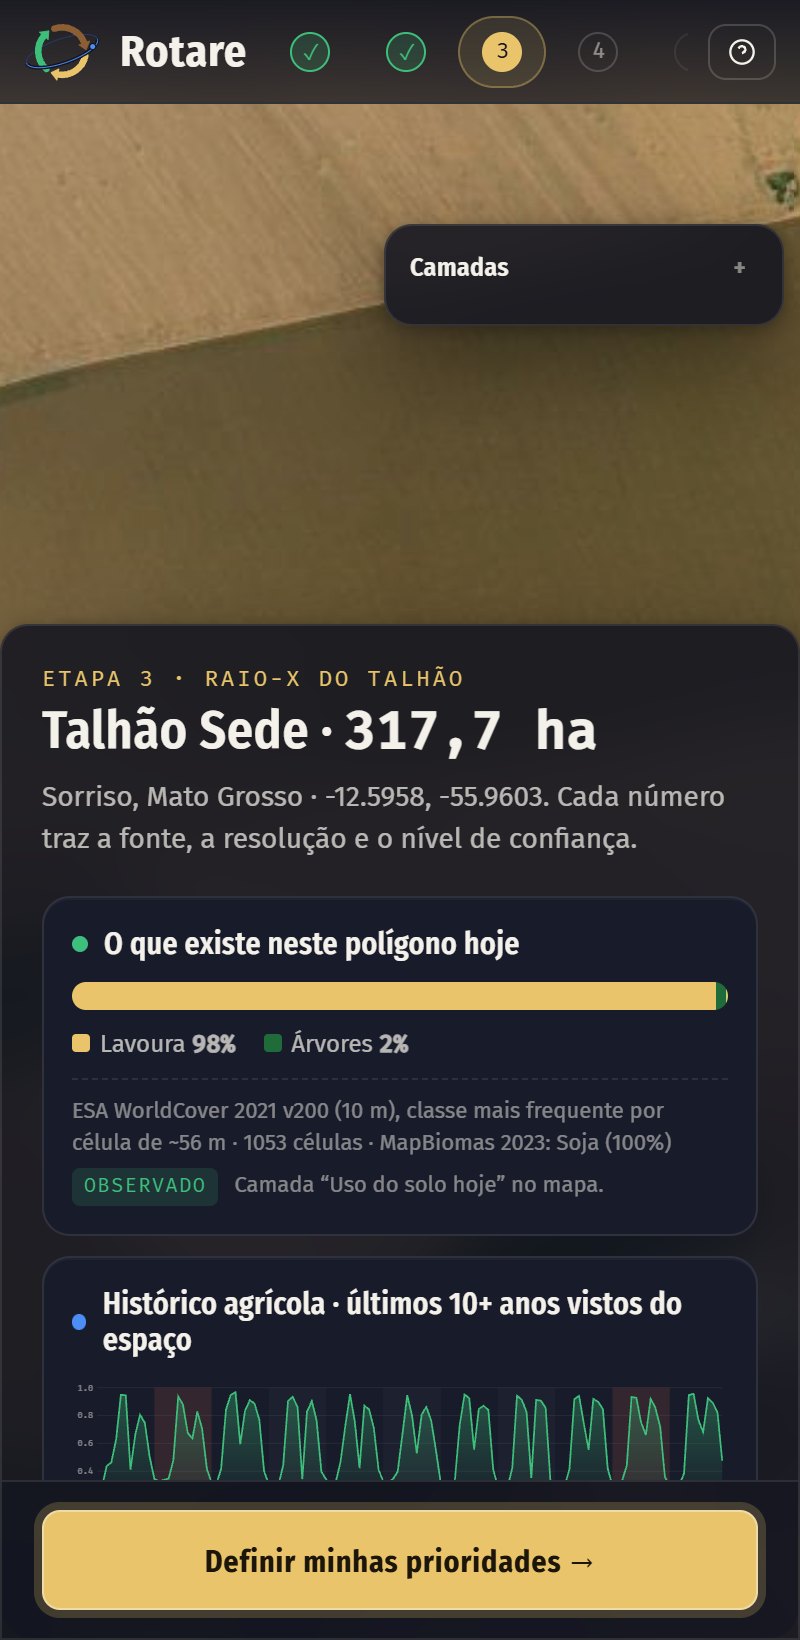 Rotare ✓ ✓ 3 4 ?
Camadas +
ETAPA 3 · RAIO-X DO TALHÃO
Talhão Sede · 317,7 ha
Sorriso, Mato Grosso · -12.5958, -55.9603. Cada número
traz a fonte, a resolução e o nível de confiança.
O que existe neste polígono hoje
Lavoura 98% Árvores 2%
ESA WorldCover 2021 v200 (10 m), classe mais frequente por
célula de ~56 m · 1053 células · MapBiomas 2023: Soja (100%)
OBSERVADO Camada “Uso do solo hoje” no mapa.
Histórico agrícola · últimos 10+ anos vistos do
espaço
1.0
0.8
0.6
0.4
Definir minhas prioridades →